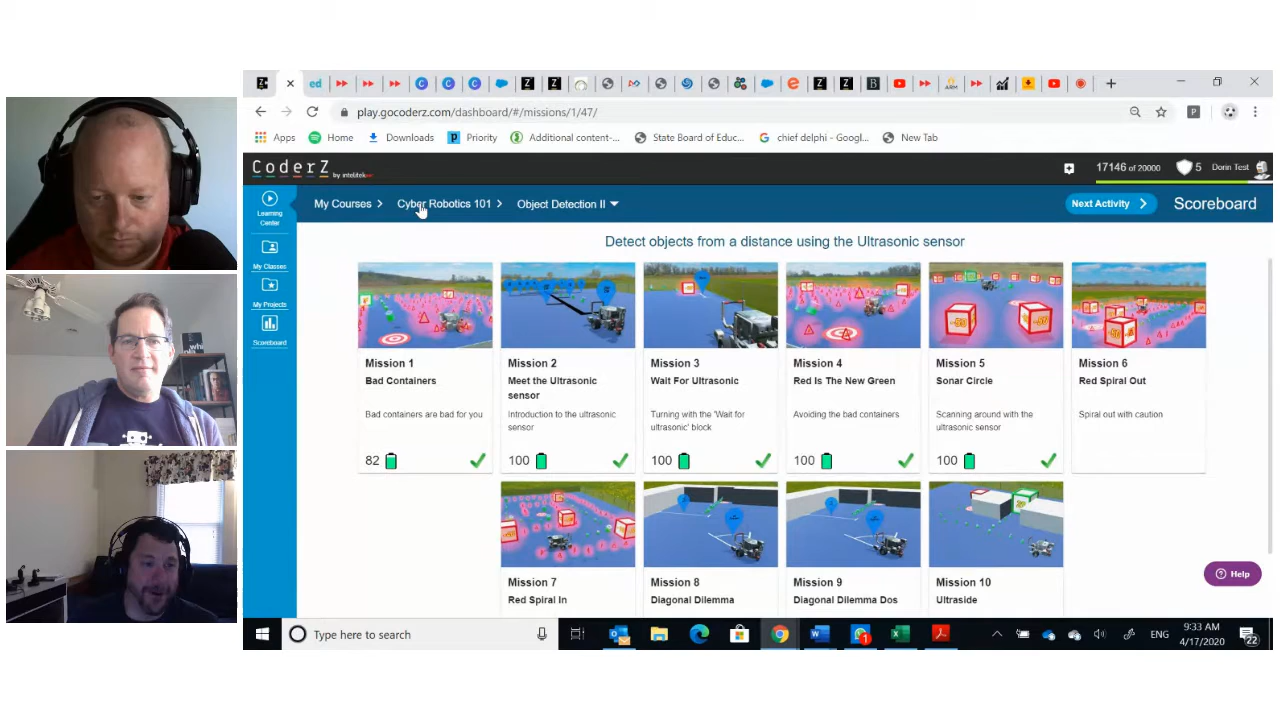 play.gocoderz.com/dashboard/#/missions/1/47/
Apps Home Downloads Priority Additional content-... State Board of Educ... chief delphi - Googl... New Tab
CoderZ by intelitek
17146 of 20000 5 Dorin Test
My Courses > Cyber Robotics 101 > Object Detection II
Next Activity > Scoreboard
Learning Center
My Classes
My Projects
Scoreboard
Detect objects from a distance using the Ultrasonic sensor
Mission 1
Bad Containers
Bad containers are bad for you
82
Mission 2
Meet the Ultrasonic
sensor
Introduction to the ultrasonic
sensor
100
Mission 3
Wait For Ultrasonic
Turning with the 'Wait for
ultrasonic' block
100
Mission 4
Red Is The New Green
Avoiding the bad containers
100
Mission 5
Sonar Circle
Scanning around with the
ultrasonic sensor
100
Mission 6
Red Spiral Out
Spiral out with caution
Mission 7
Red Spiral In
Mission 8
Diagonal Dilemma
Mission 9
Diagonal Dilemma Dos
Mission 10
Ultraside
Help
Type here to search
ENG
9:33 AM
4/17/2020
22